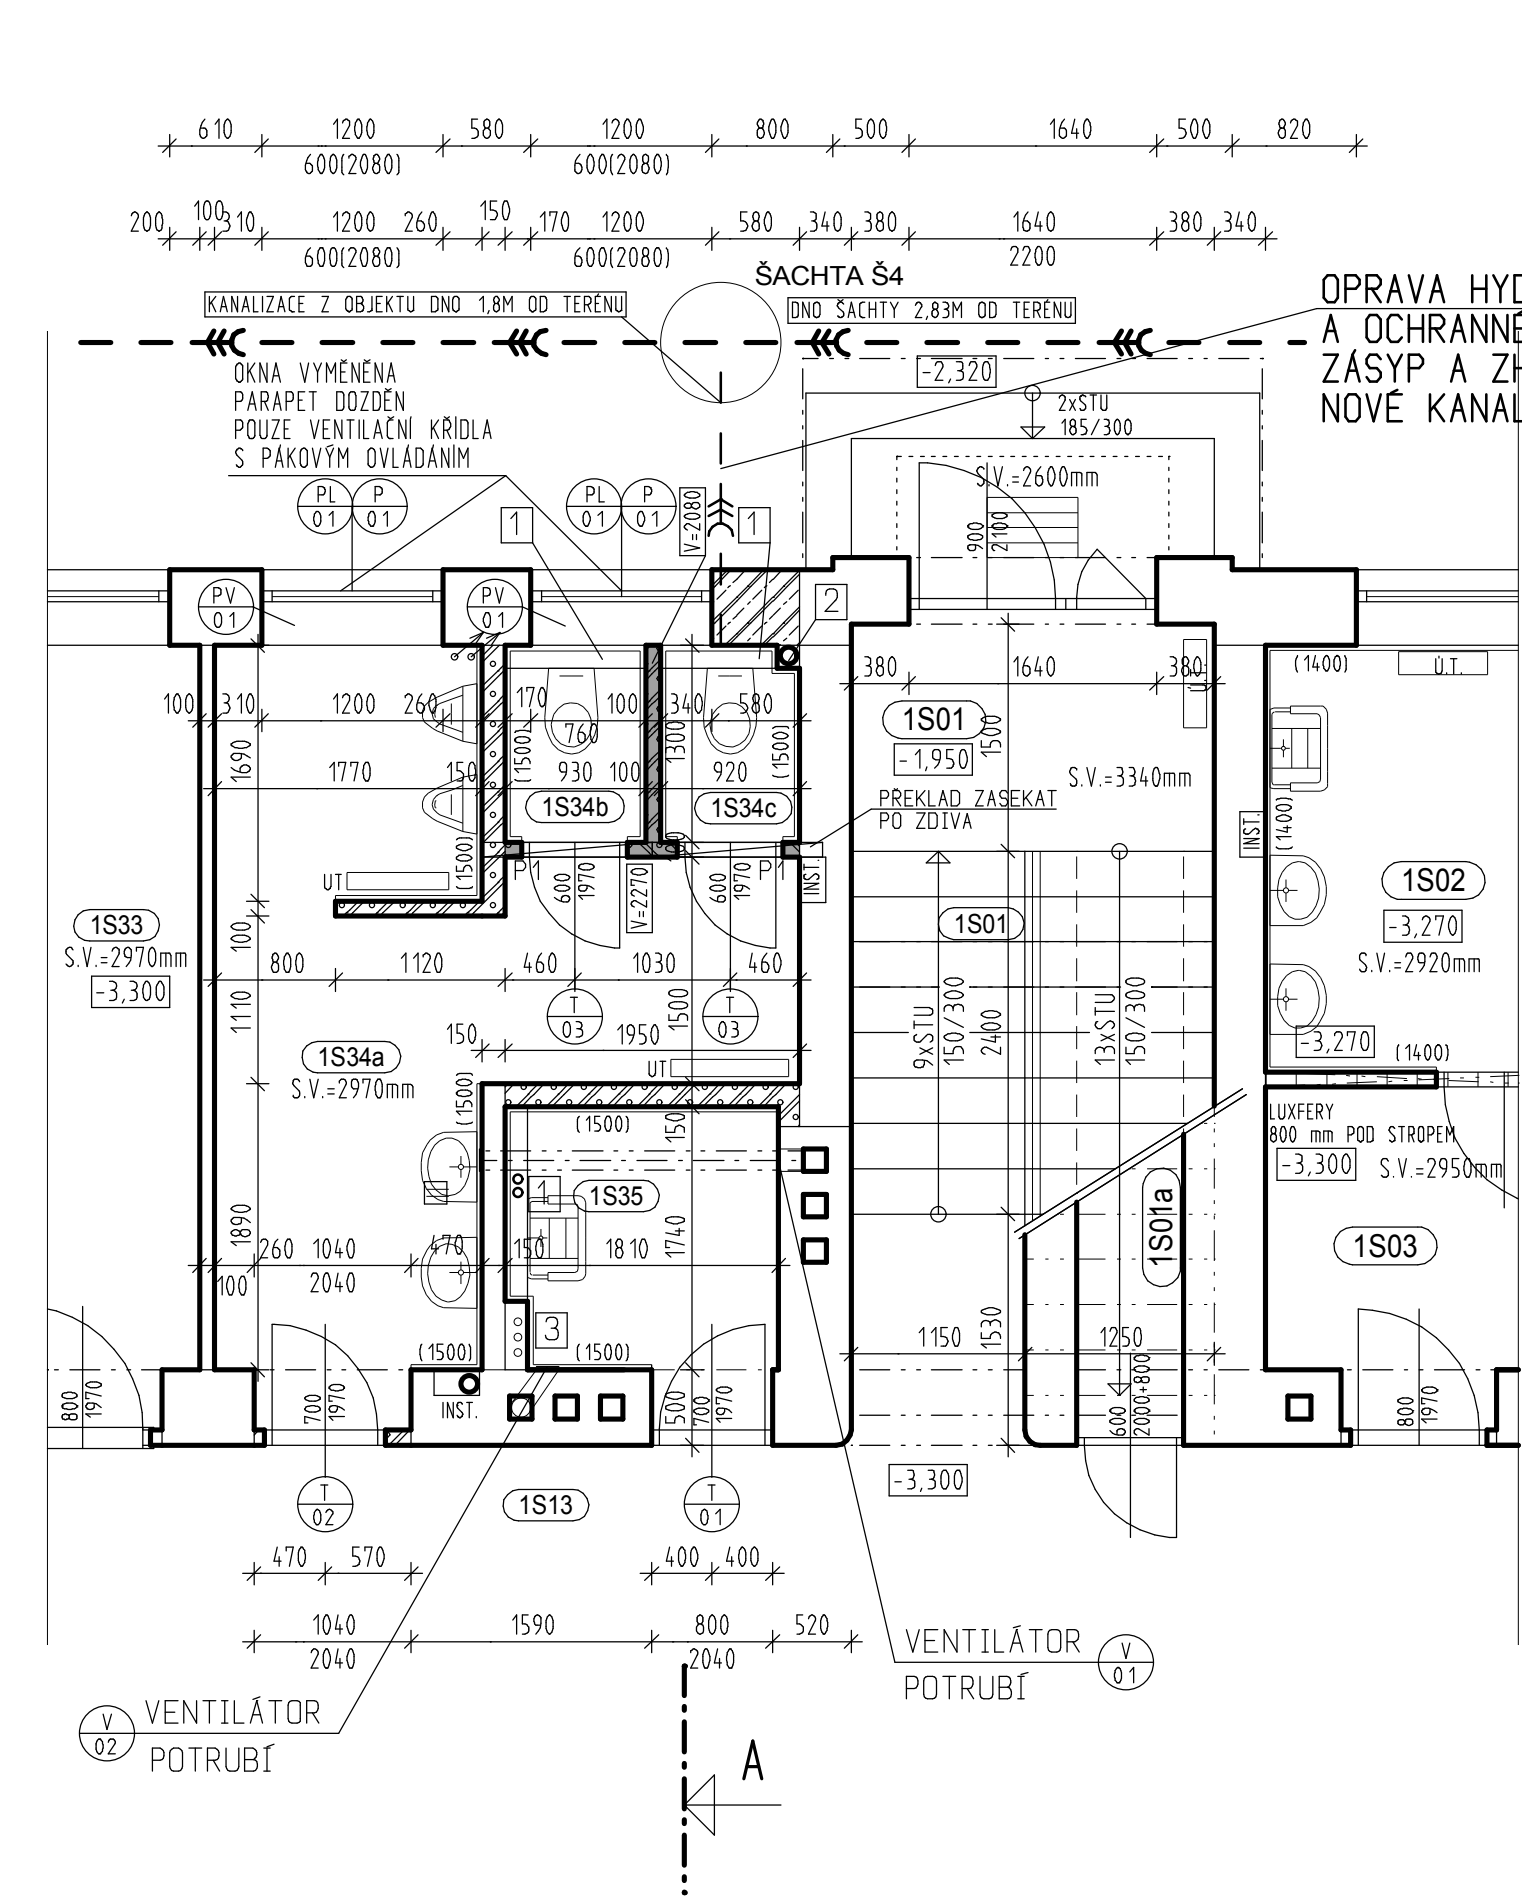 610 1200 580 1200 800 500 1640 500 820
600(2080) 600(2080)
200 100 310 1200 260 150 170 1200 580 340 380 1640 380 340
600(2080) 600(2080) 2200
ŠACHTA Š4
KANALIZACE Z OBJEKTU DNO 1,8M OD TERÉNU
DNO ŠACHTY 2,83M OD TERÉNU
OPRAVA
A
ZÁSYP A
NOVÉ
OKNA VYMĚNĚNA
PARAPET DOZDĚN
POUZE VENTILAČNÍ KŘÍDLA
S PÁKOVÝM OVLÁDÁNÍM
-2,320
2xSTU
185/300
S.V.=2600mm
900
2100
PL
01
P
01
PL
01
P
01
1
V=2080
1
2
PV
01
PV
01
380 1640 380
(1400)
Ú.T.
100 310 1200 260 170 100 340 580
760
1S01
-1,950
1500
S.V.=3340mm
1690
(1500)
1300
(1500)
1770 150 930 100 920
1S34b
1S34c
PŘEKLAD ZASEKAT
PO ZDIVA
INST.
(1400)
(1500)
P1
P1
INST.
600
1970
V=2270
600
1970
UT
1S33
S.V.=2970mm
-3,300
100
1S01
1S02
-3,270
S.V.=2920mm
800 1120 460 1030 460
1110
1500
T
03
T
03
150 1950
9xSTU
150/300
2400
13xSTU
150/300
-3,270
(1400)
1S34a
S.V.=2970mm
UT
(1500)
(1500)
150
LUXFERY
800 mm POD STROPEM
-3,300
S.V.=2950mm
1
1S35
1S01a
1890
1740
260 1040 470 150 1810
100 2040
1S03
3
(1500)
(1500)
1530
1150 1250
800
1970
700
1970
INST.
500
700
1970
600
2000+800
800
1970
-3,300
T
02
1S13
T
01
470 570 400 400
1040 1590 800 520
2040 2040
VENTILÁTOR
POTRUBÍ
V
01
V
02
VENTILÁTOR
POTRUBÍ
A